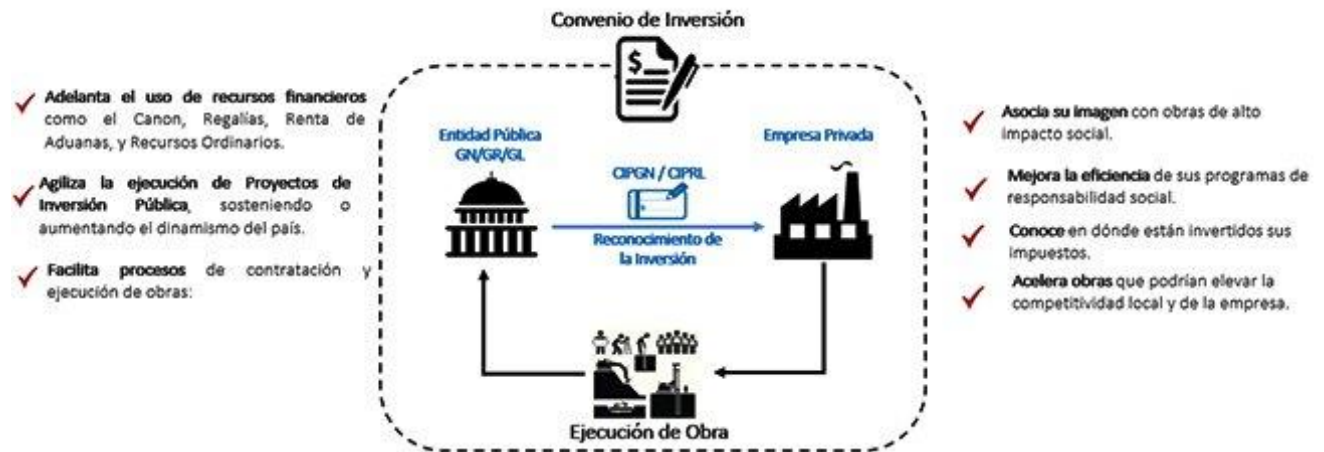 Convenio de Inversión
Adelanta el uso de recursos financieros
como el Canon, Regalías, Renta de
Aduanas, y Recursos Ordinarios.
Agiliza la ejecución de Proyectos de
Inversión Pública, sosteniendo o
aumentando el dinamismo del país.
Facilita procesos de contratación y
ejecución de obras:
$
Entidad Pública
GN/GR/GL
CIPGN / CIPRL
Reconocimiento de
la Inversión
Empresa Privada
Ejecución de Obra
Asocia su imagen con obras de alto
impacto social.
Mejora la eficiencia de sus programas de
responsabilidad social.
Conoce en dónde están invertidos sus
impuestos.
Acelera obras que podrían elevar la
competitividad local y de la empresa.